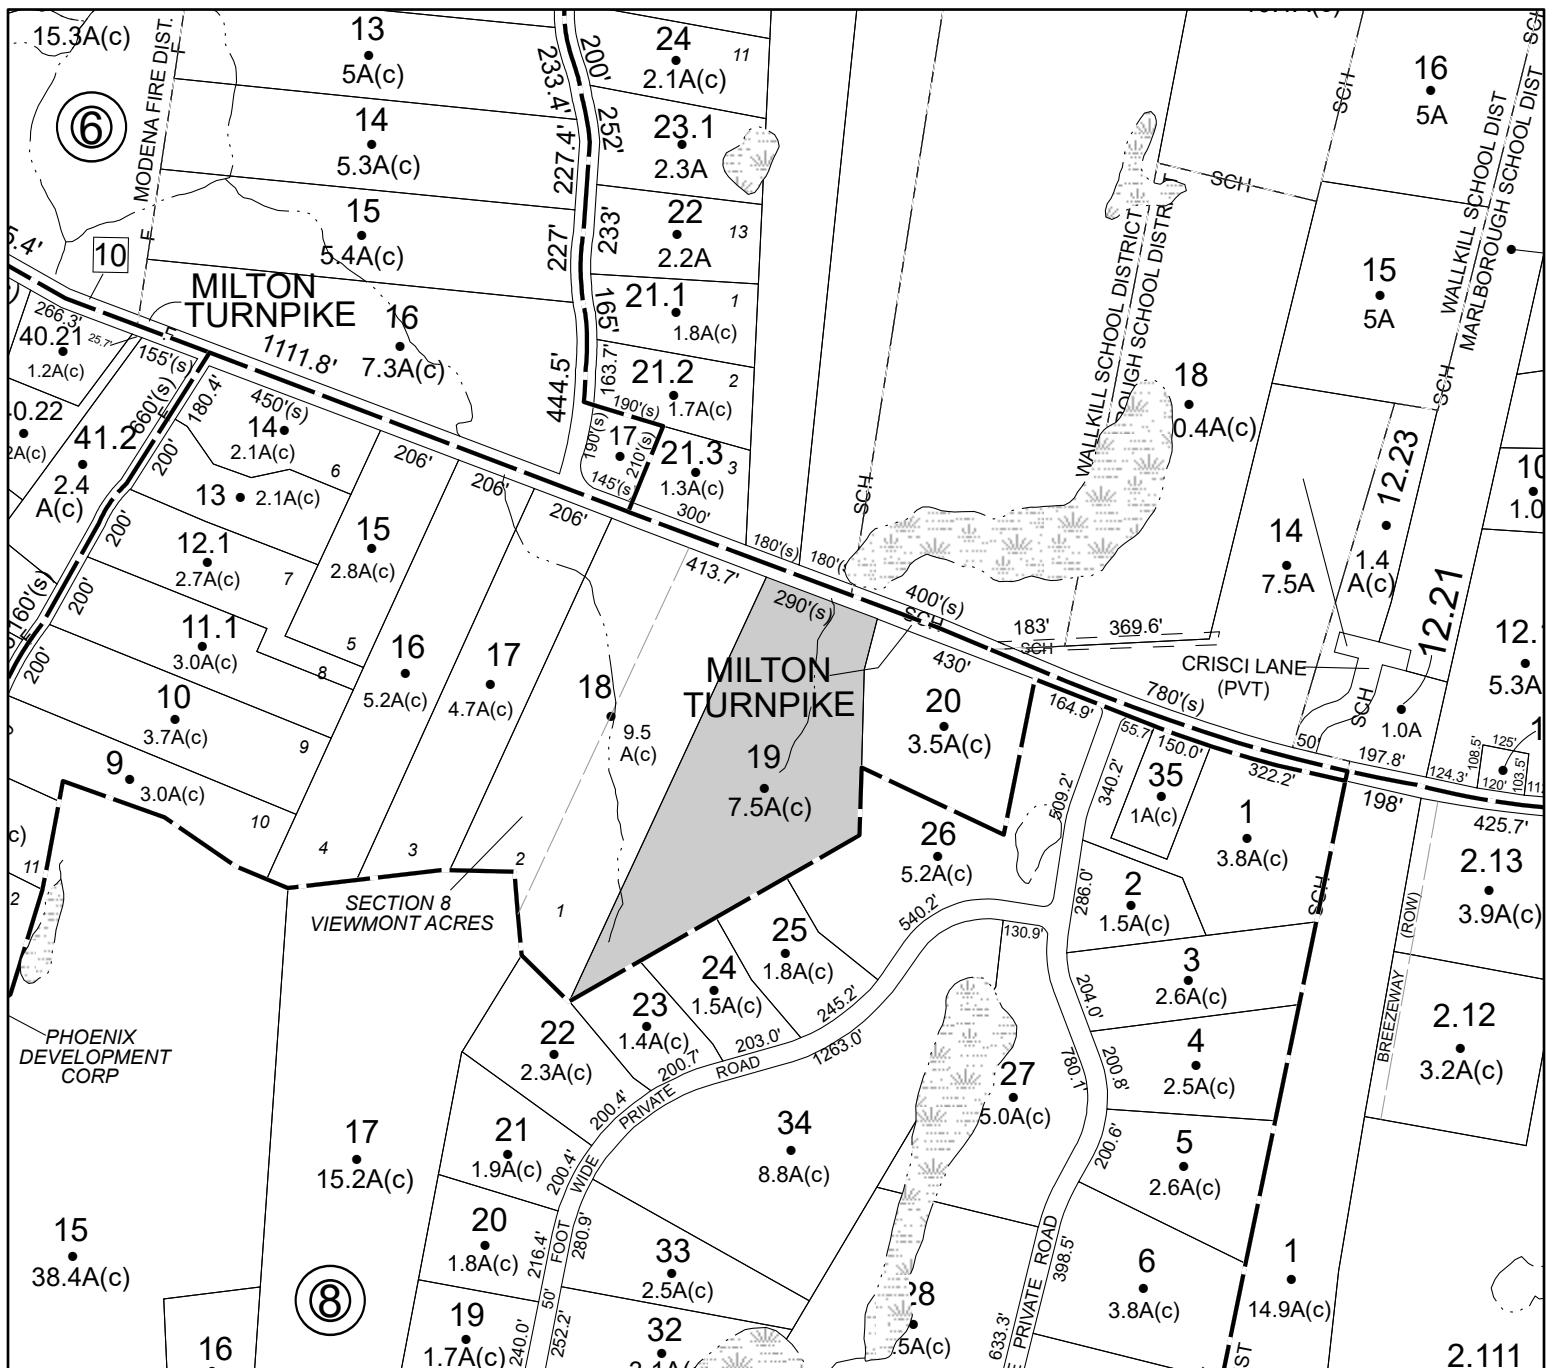 15.3A(c)
MODENA FIRE DIST.
F
13
5A(c)
233.4'
200'
24
11
2.1A(c)
SCH
16
5A
WALLKILL SCHOOL DIST
MARLBOROUGH SCHOOL DIST
6
14
5.3A(c)
227.4'
252'
23.1
2.3A
SCH
F
15
5.4A(c)
227'
233'
22
13
2.2A
WALLKILL SCHOOL DISTRICT
15
5A
5.4'
10
MILTON
TURNPIKE
165'
21.1
1
1.8A(c)
SCH
266.3'
25.7'
F
40.21
1.2A(c)
155'(s)
1111.8'
16
7.3A(c)
444.5'
163.7'
21.2
2
1.7A(c)
190'(s)
18
0.4A(c)
660'(s)
180.4'
450'(s)
14
2.1A(c)
6
41.2
2.4
A(c)
200'
206'
206'
206'
190'(s)
17
210'(s)
145'(s)
21.3
3
1.3A(c)
300'
SCH
12.23
1.4
A(c)
13
2.1A(c)
200'
12.1
2.7A(c)
7
15
2.8A(c)
413.7'
180'(s)
290'(s)
400'(s)
SCH
14
7.5A
12.21
1.0A
200'
11.1
3.0A(c)
5
8
16
5.2A(c)
17
4.7A(c)
18
9.5
A(c)
MILTON
TURNPIKE
430'
183'
369.6'
SCH
CRISCI LANE
(PVT)
SCH
5.3A
200'
10
3.7A(c)
9
19
7.5A(c)
20
3.5A(c)
164.9'
780'(s)
50'
197.8'
124.3'
108.5'
125'
103.5'
120'
9
3.0A(c)
10
4
3
2
1
55.7'
150.0'
322.2'
198'
425.7'
509.2'
340.2'
35
1A(c)
1
3.8A(c)
2.13
3.9A(c)
11
SECTION 8
VIEWMONT ACRES
26
5.2A(c)
540.2'
130.9'
286.0'
2
1.5A(c)
SCH
(ROW)
BREEZEWAY
25
1.8A(c)
24
1.5A(c)
23
1.4A(c)
22
2.3A(c)
245.2'
203.0'
200.7'
200.4'
1263.0'
3
2.6A(c)
204.0'
PHOENIX
DEVELOPMENT
CORP
50'
FOOT
WIDE
PRIVATE
ROAD
27
5.0A(c)
780.1'
200.8'
4
2.5A(c)
2.12
3.2A(c)
17
15.2A(c)
21
1.9A(c)
200.4'
34
8.8A(c)
200.6'
5
2.6A(c)
15
38.4A(c)
20
1.8A(c)
216.4'
280.9'
33
2.5A(c)
PRIVATE ROAD
398.5'
6
3.8A(c)
1
14.9A(c)
8
16
19
1.7A(c)
240.0'
252.2'
32
633.3'
2.111